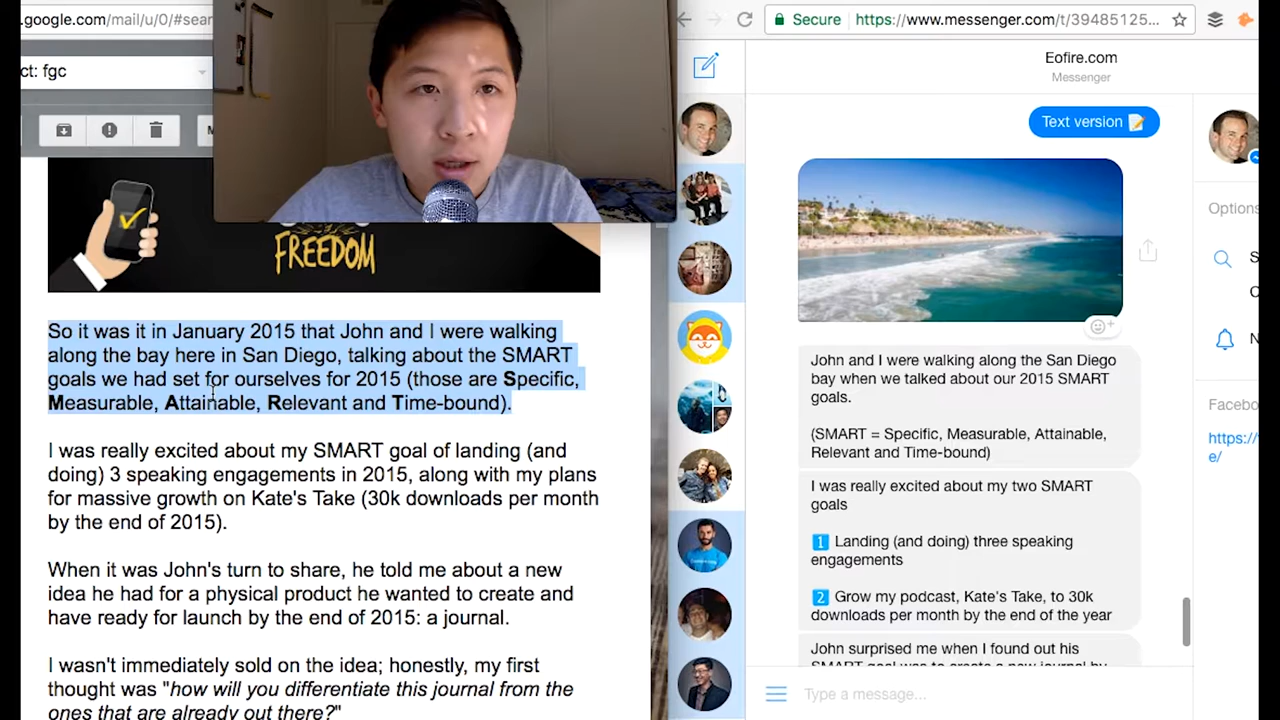 .google.com/mail/u/0/#sear
ct: fgc
FREEDOM
So it was it in January 2015 that John and I were walking
along the bay here in San Diego, talking about the SMART
goals we had set for ourselves for 2015 (those are Specific,
Measurable, Attainable, Relevant and Time-bound).
I was really excited about my SMART goal of landing (and
doing) 3 speaking engagements in 2015, along with my plans
for massive growth on Kate's Take (30k downloads per month
by the end of 2015).
When it was John's turn to share, he told me about a new
idea he had for a physical product he wanted to create and
have ready for launch by the end of 2015: a journal.
I wasn't immediately sold on the idea; honestly, my first
thought was "how will you differentiate this journal from the
ones that are already out there?"
Secure https://www.messenger.com/t/39485125...
Eofire.com
Messenger
Text version 📝
John and I were walking along the San Diego
bay when we talked about our 2015 SMART
goals.
(SMART = Specific, Measurable, Attainable,
Relevant and Time-bound)
I was really excited about my two SMART
goals
1 Landing (and doing) three speaking
engagements
2 Grow my podcast, Kate's Take, to 30k
downloads per month by the end of the year
John surprised me when I found out his
SMART goal was to create a new journal by
Type a message...
Options
S
C
N
Facebo
https://
e/